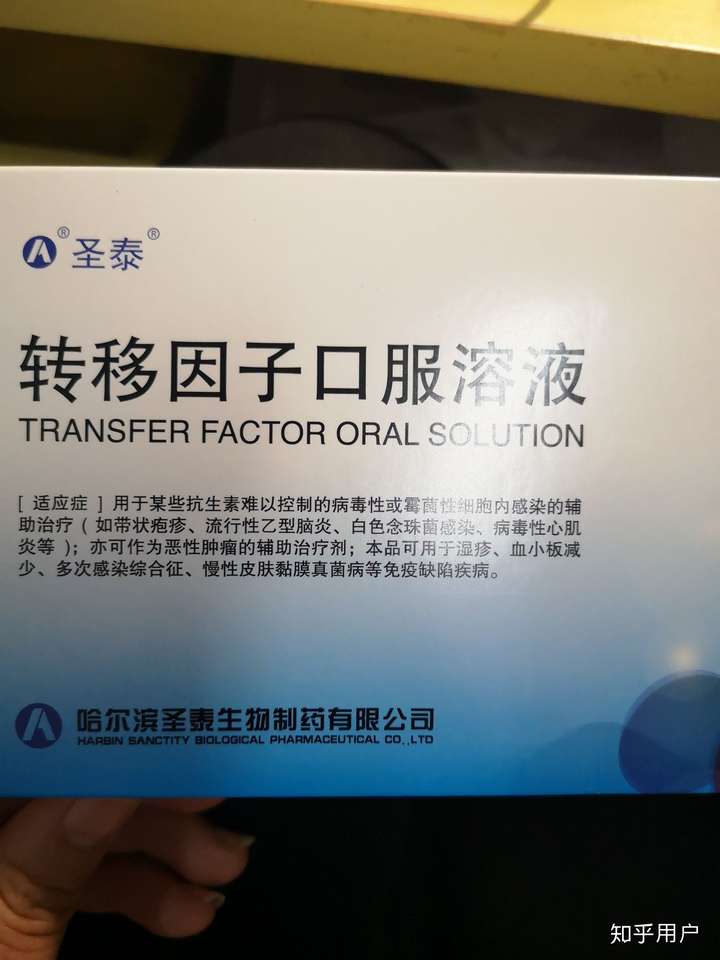 Ⓐ®圣泰®
转移因子口服溶液
TRANSFER FACTOR ORAL SOLUTION
[ 适应症 ] 用于某些抗生素难以控制的病毒性或霉菌性细胞内感染的辅
助治疗 ( 如带状疱疹、流行性乙型脑炎、白色念珠菌感染、病毒性心肌
炎等 )；亦可作为恶性肿瘤的辅助治疗剂；本品可用于湿疹、血小板减
少、多次感染综合征、慢性皮肤黏膜真菌病等免疫缺陷疾病。
哈尔滨圣泰生物制药有限公司
HARBIN SANCTITY BIOLOGICAL PHARMACEUTICAL CO.,LTD
知乎用户